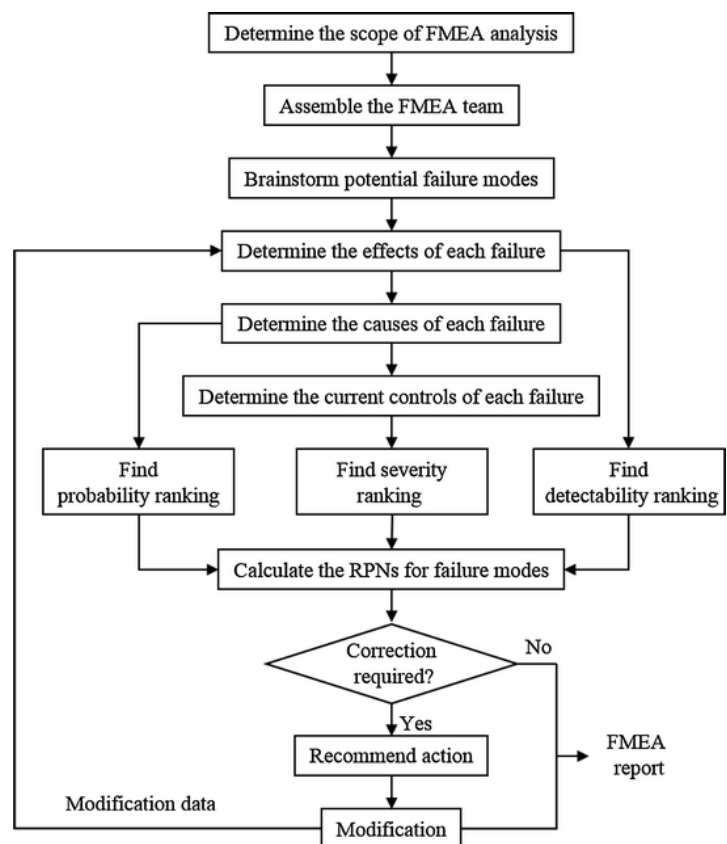 Determine the scope of FMEA analysis
Assemble the FMEA team
Brainstorm potential failure modes
Determine the effects of each failure
Determine the causes of each failure
Determine the current controls of each failure
Find
probability ranking
Find severity
ranking
Find
detectability ranking
Calculate the RPNs for failure modes
Correction
required?
No
Yes
Recommend action
FMEA
report
Modification data
Modification